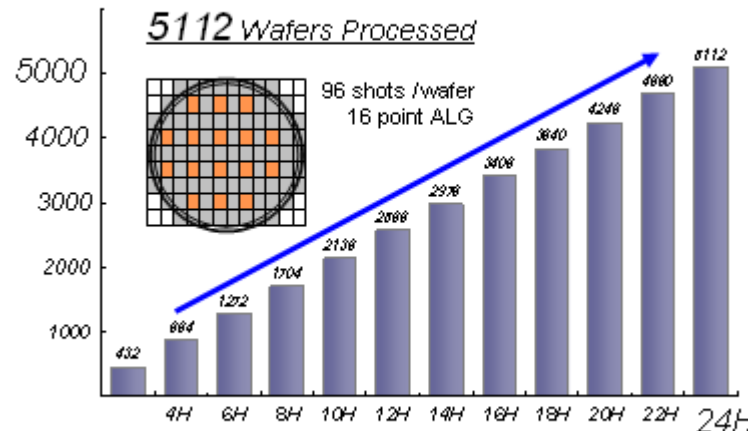 5112 Wafers Processed
96 shots /wafer
16 point ALG
5000
4000
3000
2000
1000
432
864
1272
1704
2136
2568
2976
3408
3840
4248
4680
5112
4H
6H
8H
10H
12H
14H
16H
18H
20H
22H
24H